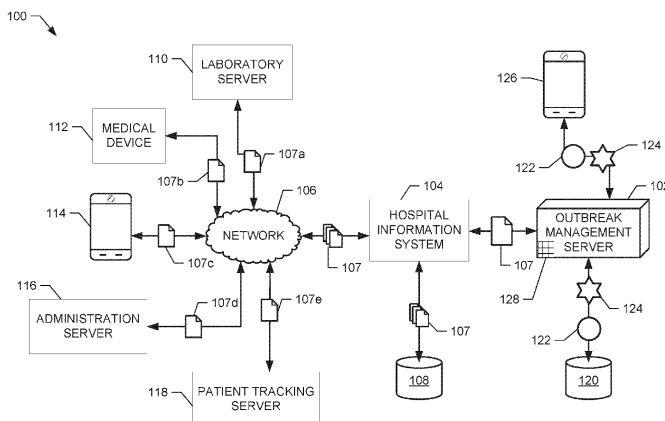 100
110
LABORATORY
SERVER
126
112
MEDICAL
DEVICE
107a
124
122
107b
106
104
102
114
NETWORK
HOSPITAL
INFORMATION
SYSTEM
OUTBREAK
MANAGEMENT
SERVER
107c
107
107
128
116
107d
107e
124
ADMINISTRATION
SERVER
107
122
118
PATIENT TRACKING
SERVER
108
120